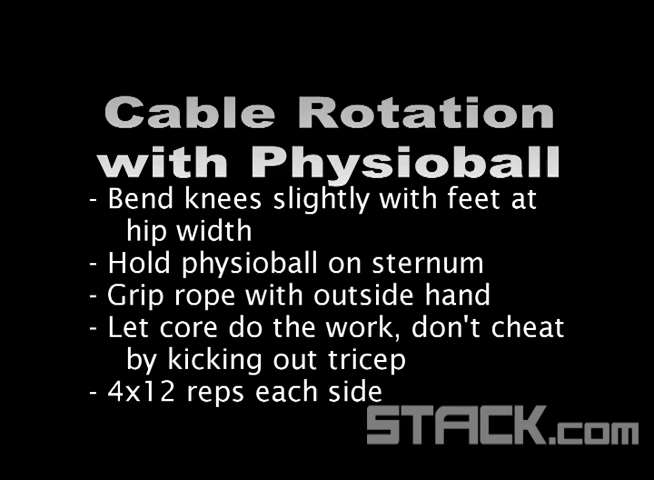 Cable Rotation
with Physioball
- Bend knees slightly with feet at
hip width
- Hold physioball on sternum
- Grip rope with outside hand
- Let core do the work, don't cheat
by kicking out tricep
- 4x12 reps each side
STACK.com